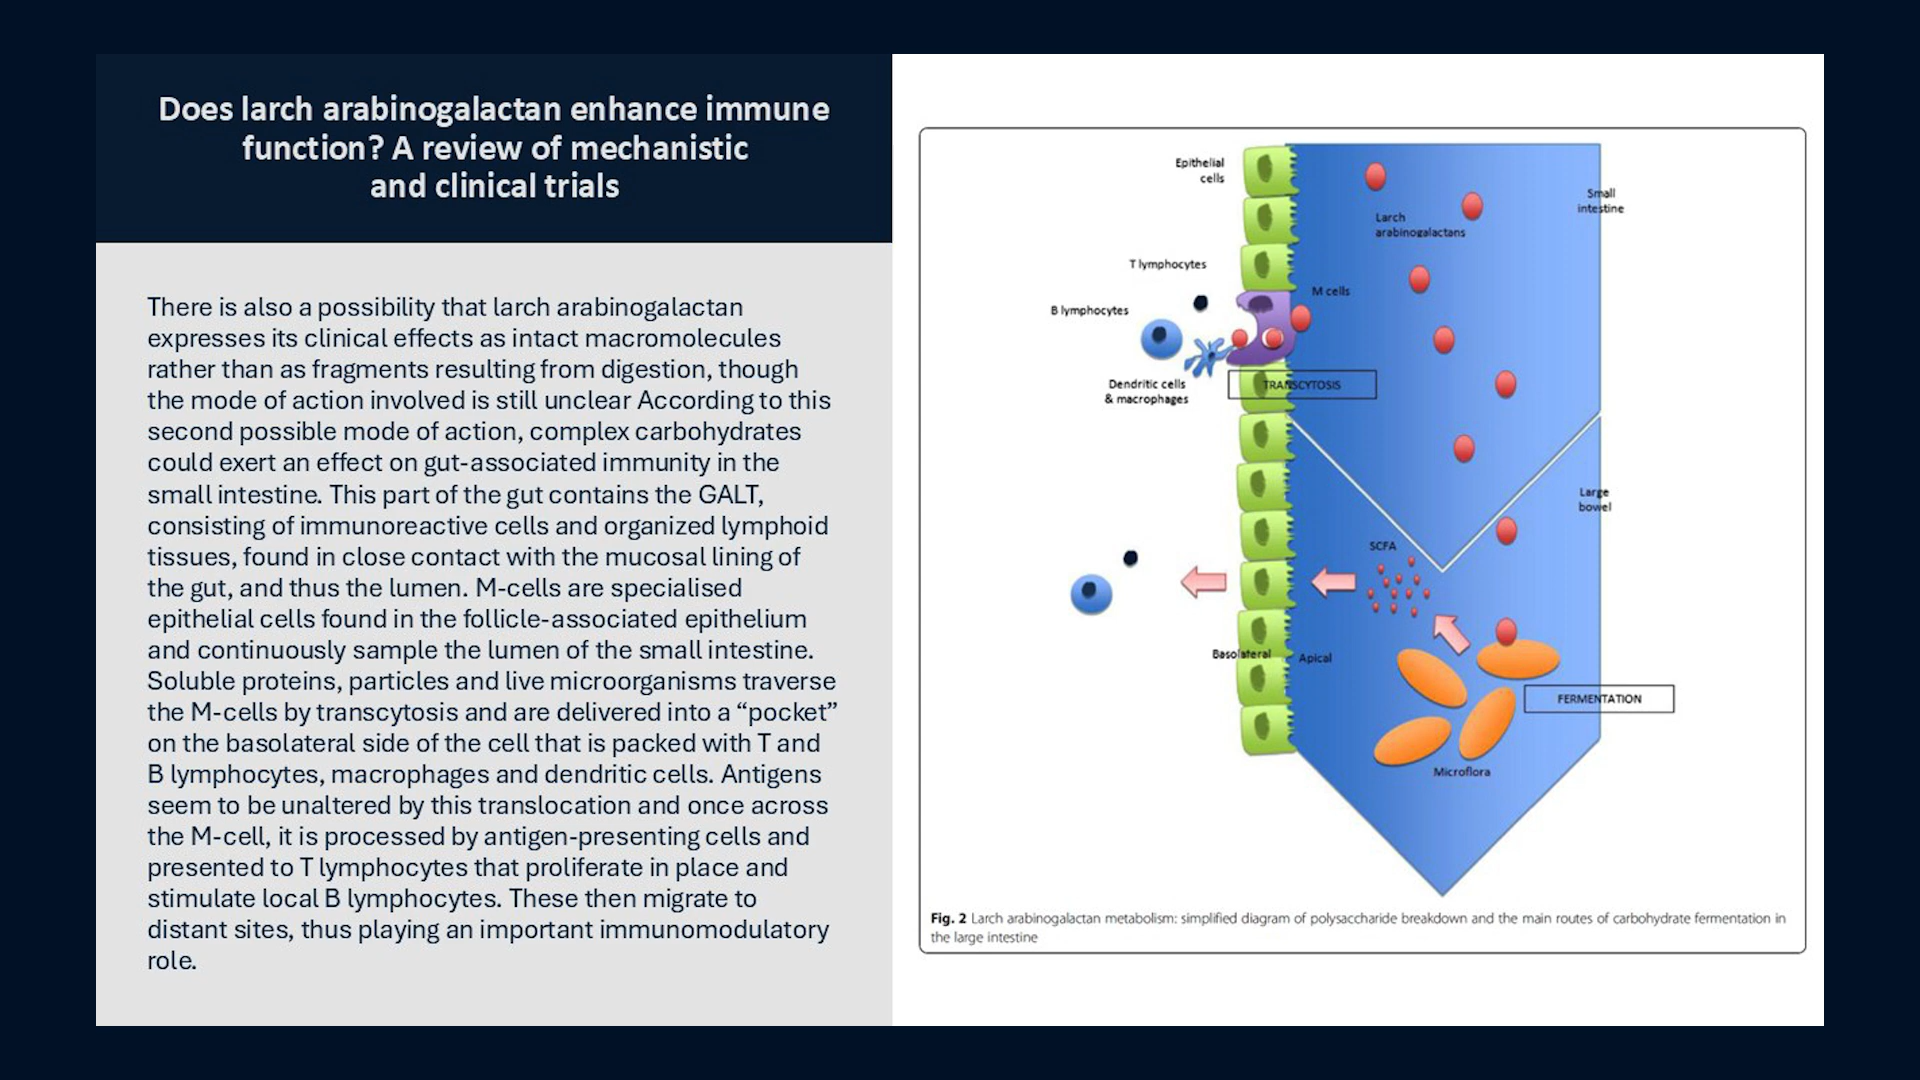 Does larch arabinogalactan enhance immune
function? A review of mechanistic
and clinical trials
There is also a possibility that larch arabinogalactan
expresses its clinical effects as intact macromolecules
rather than as fragments resulting from digestion, though
the mode of action involved is still unclear According to this
second possible mode of action, complex carbohydrates
could exert an effect on gut-associated immunity in the
small intestine. This part of the gut contains the GALT,
consisting of immunoreactive cells and organized lymphoid
tissues, found in close contact with the mucosal lining of
the gut, and thus the lumen. M-cells are specialised
epithelial cells found in the follicle-associated epithelium
and continuously sample the lumen of the small intestine.
Soluble proteins, particles and live microorganisms traverse
the M-cells by transcytosis and are delivered into a “pocket”
on the basolateral side of the cell that is packed with T and
B lymphocytes, macrophages and dendritic cells. Antigens
seem to be unaltered by this translocation and once across
the M-cell, it is processed by antigen-presenting cells and
presented to T lymphocytes that proliferate in place and
stimulate local B lymphocytes. These then migrate to
distant sites, thus playing an important immunomodulatory
role.
Epithelial
cells
Small
intestine
Larch
arabinogalactans
T lymphocytes
M cells
B lymphocytes
Dendritic cells
& macrophages
TRANSCYTOSIS
Large
bowel
SCFA
Basolateral
Apical
FERMENTATION
Microflora
Fig. 2 Larch arabinogalactan metabolism: simplified diagram of polysaccharide breakdown and the main routes of carbohydrate fermentation in
the large intestine